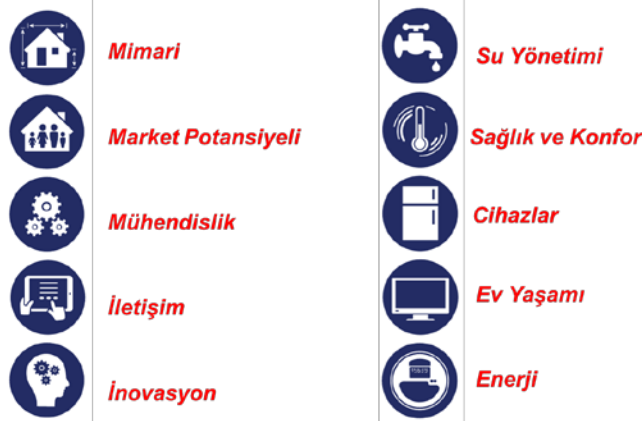 Mimari
Market Potansiyeli
Mühendislik
İletişim
İnovasyon
Su Yönetimi
Sağlık ve Konfor
Cihazlar
Ev Yaşamı
Enerji